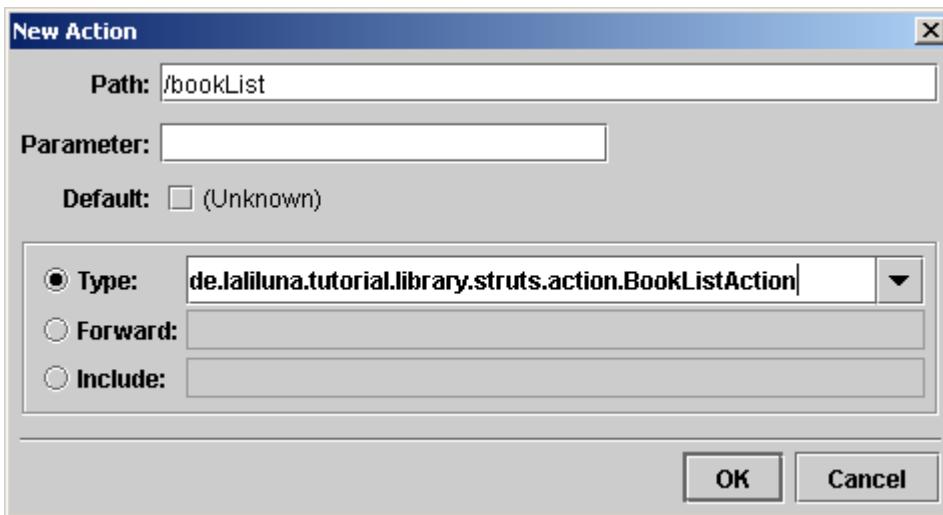 New Action
Path: /bookList
Parameter:
Default: (Unknown)
Type: de.laliluna.tutorial.library.struts.action.BookListAction
Forward:
Include:
OK Cancel